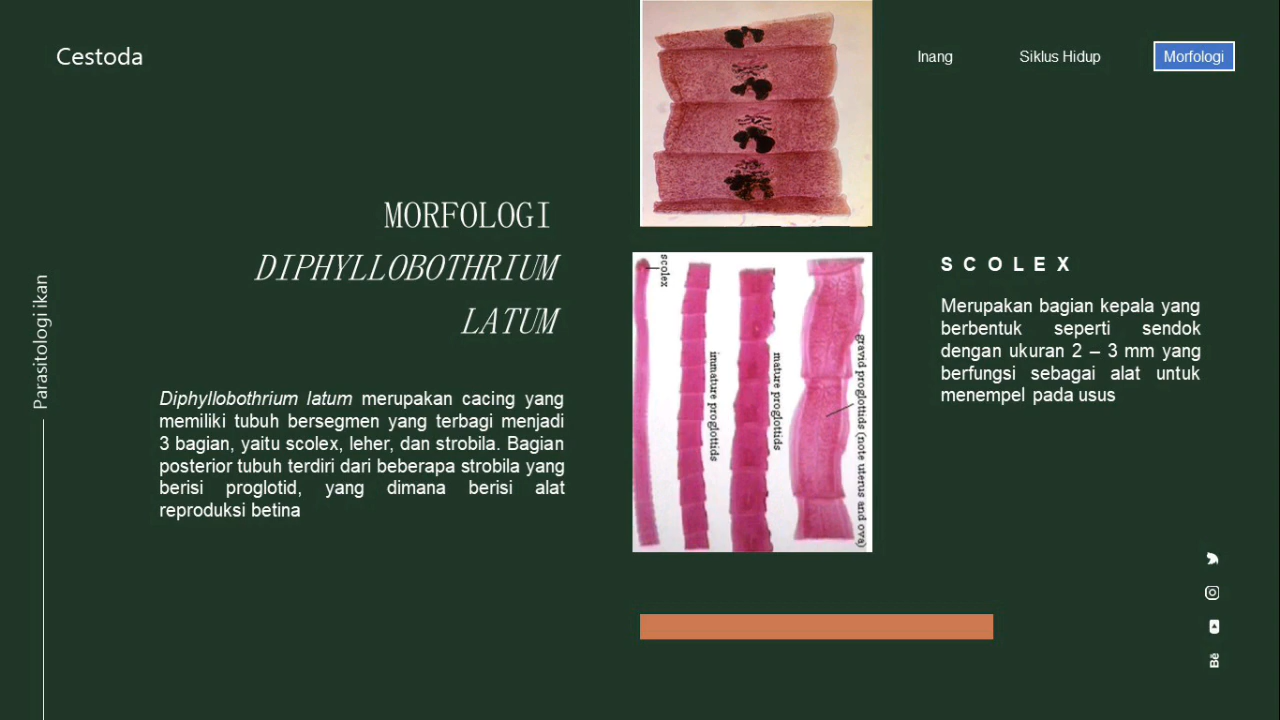 Cestoda
Inang
Siklus Hidup
Morfologi
Parasitologi ikan
MORFOLOGI
DIPHYLLOBOTHRIUM
LATUM
Diphyllobothrium latum merupakan cacing yang
memiliki tubuh bersegmen yang terbagi menjadi
3 bagian, yaitu scolex, leher, dan strobila. Bagian
posterior tubuh terdiri dari beberapa strobila yang
berisi proglotid, yang dimana berisi alat
reproduksi betina
scolex
immature proglottids
mature proglottids
gravid proglottids (note uterus and ova)
SCOLEX
Merupakan bagian kepala yang
berbentuk seperti sendok
dengan ukuran 2 – 3 mm yang
berfungsi sebagai alat untuk
menempel pada usus
Bē